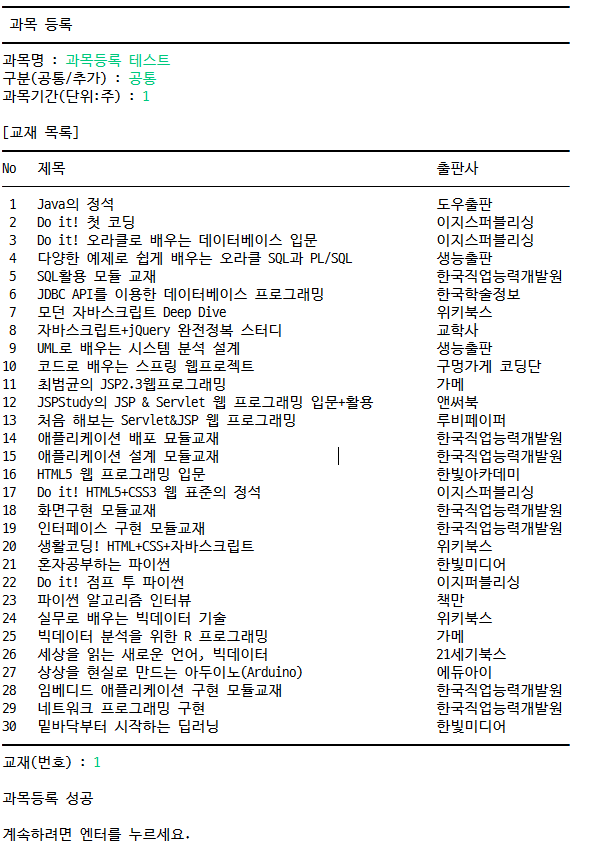 과목 등록
과목명 : 과목등록 테스트
구분(공통/추가) : 공통
과목기간(단위:주) : 1
[교재 목록]
No 제목 출판사
1 Java의 정석 도우출판
2 Do it! 첫 코딩 이지스퍼블리싱
3 Do it! 오라클로 배우는 데이터베이스 입문 이지스퍼블리싱
4 다양한 예제로 쉽게 배우는 오라클 SQL과 PL/SQL 생능출판
5 SQL활용 모듈 교재 한국직업능력개발원
6 JDBC API를 이용한 데이터베이스 프로그래밍 한국학술정보
7 모던 자바스크립트 Deep Dive 위키북스
8 자바스크립트+jQuery 완전정복 스터디 교학사
9 UML로 배우는 시스템 분석 설계 생능출판
10 코드로 배우는 스프링 웹프로젝트 구멍가게 코딩단
11 최범균의 JSP2.3웹프로그래밍 가메
12 JSPStudy의 JSP & Servlet 웹 프로그래밍 입문+활용 앤써북
13 처음 해보는 Servlet&JSP 웹 프로그래밍 루비페이퍼
14 애플리케이션 배포 묘듈교재 한국직업능력개발원
15 애플리케이션 설계 모듈교재 한국직업능력개발원
16 HTML5 웹 프로그래밍 입문 한빛아카데미
17 Do it! HTML5+CSS3 웹 표준의 정석 이지스퍼블리싱
18 화면구현 모듈교재 한국직업능력개발원
19 인터페이스 구현 모듈교재 한국직업능력개발원
20 생활코딩! HTML+CSS+자바스크립트 위키북스
21 혼자공부하는 파이썬 한빛미디어
22 Do it! 점프 투 파이썬 이지퍼블리싱
23 파이썬 알고리즘 인터뷰 책만
24 실무로 배우는 빅데이터 기술 위키북스
25 빅데이터 분석을 위한 R 프로그래밍 가메
26 세상을 읽는 새로운 언어, 빅데이터 21세기북스
27 상상을 현실로 만드는 아두이노(Arduino) 에듀아이
28 임베디드 애플리케이션 구현 모듈교재 한국직업능력개발원
29 네트워크 프로그래밍 구현 한국직업능력개발원
30 밑바닥부터 시작하는 딥러닝 한빛미디어
교재(번호) : 1
과목등록 성공
계속하려면 엔터를 누르세요.